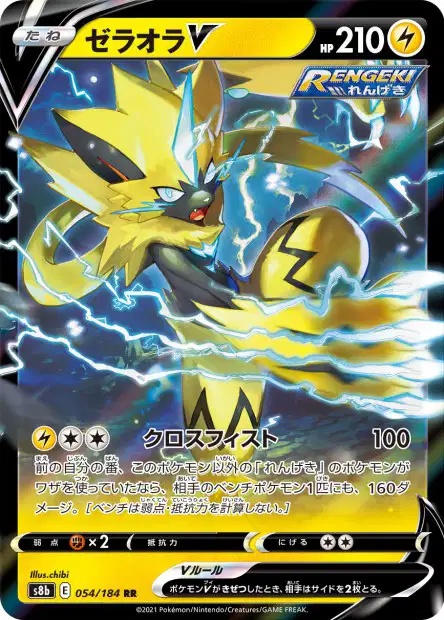 たね ゼラオラV HP 210
RENGEKI
れんげき
クロスフィスト 100
前の自分の番、このポケモン以外の「れんげき」のポケモンが
ワザを使っていたなら、相手のベンチポケモン1匹にも、160ダ
メージ。[ベンチは弱点・抵抗力を計算しない。]
弱点 ×2 抵抗力 にげる
Illus.chibi
s8b E 054/184 RR
Vルール
ポケモンVがきぜつしたとき、相手はサイドを2枚とる。
©2021 Pokémon/Nintendo/Creatures/GAME FREAK.